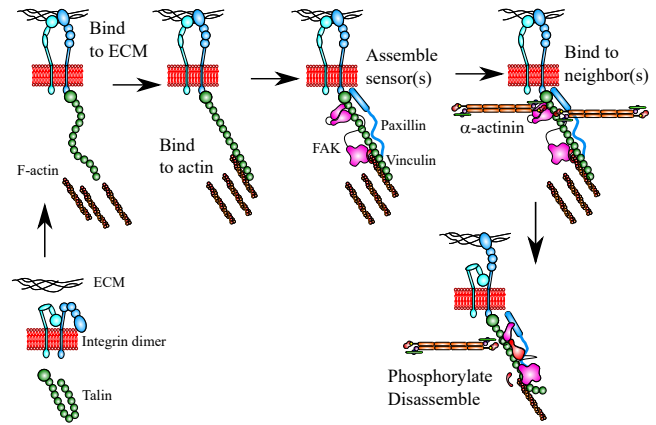 Bind
to ECM
Assemble
sensor(s)
Bind to
neighbor(s)
Bind
to actin
Paxillin
α-actinin
FAK
Vinculin
F-actin
ECM
Integrin dimer
Talin
Phosphorylate
Disassemble